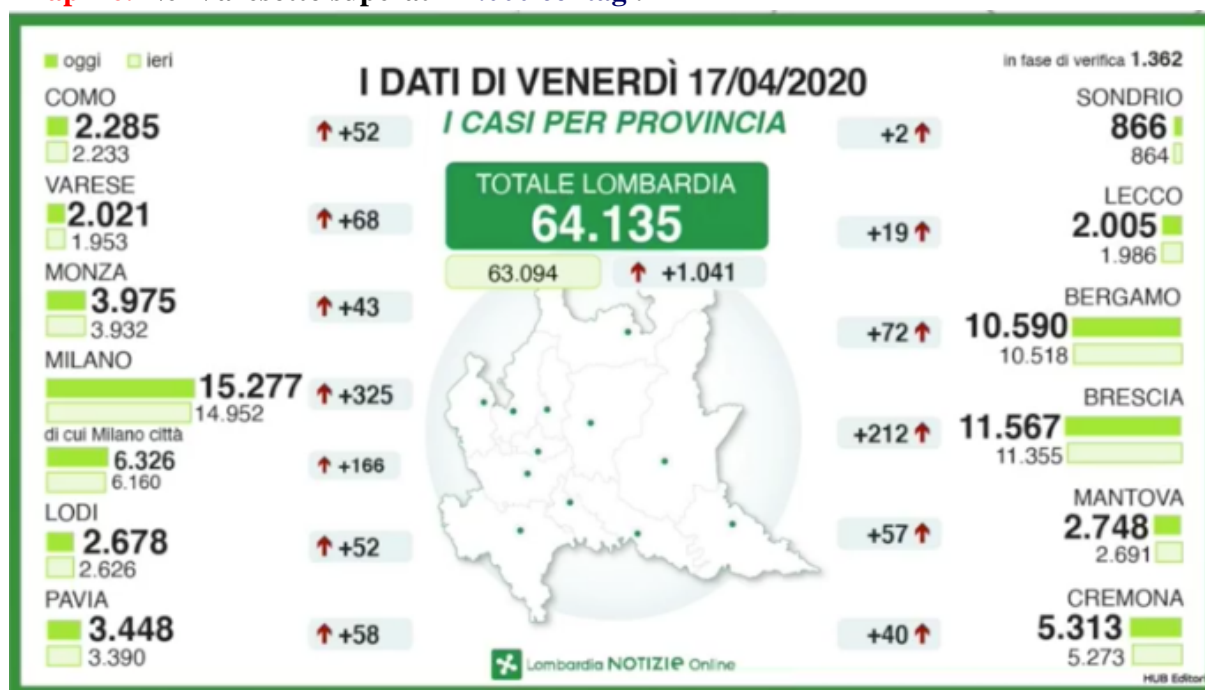 oggi ieri
in fase di verifica 1.362
I DATI DI VENERDÌ 17/04/2020
I CASI PER PROVINCIA
TOTALE LOMBARDIA
64.135
63.094 +1.041
COMO
2.285 +52
2.233
VARESE
2.021 +68
1.953
MONZA
3.975 +43
3.932
MILANO
15.277 +325
14.952
di cui Milano città
6.326 +166
6.160
LODI
2.678 +52
2.626
PAVIA
3.448 +58
3.390
SONDRIO
+2 866
864
LECCO
+19 2.005
1.986
BERGAMO
+72 10.590
10.518
BRESCIA
+212 11.567
11.355
MANTOVA
+57 2.748
2.691
CREMONA
+40 5.313
5.273
Lombardia NOTIZIE Online
HUB Editori